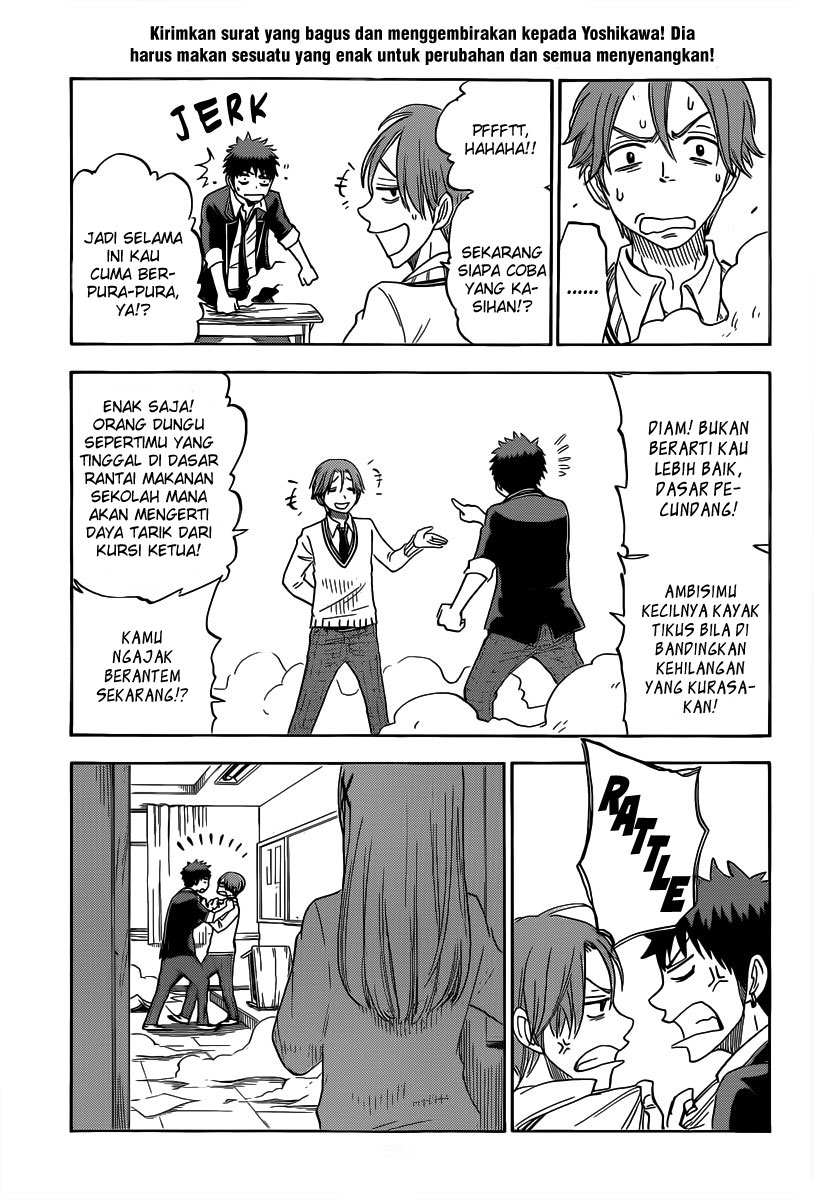 Kirimkan surat yang bagus dan menggembirakan kepada Yoshikawa! Dia
harus makan sesuatu yang enak untuk perubahan dan semua menyenangkan!
......
PFFFTT,
HAHAHA!!
SEKARANG
SIAPA COBA
YANG KA-
SIHAN!?
JERK
JADI SELAMA
INI KAU
CUMA BER-
PURA-PURA,
YA!?
DIAM! BUKAN
BERARTI KAU
LEBIH BAIK,
DASAR PE-
CUNDANG!
AMBISIMU
KECILNYA KAYAK
TIKUS BILA DI
BANDINGKAN
KEHILANGAN
YANG KURASA-
KAN!
ENAK SAJA!
ORANG DUNGU
SEPERTIMU YANG
TINGGAL DI DASAR
RANTAI MAKANAN
SEKOLAH MANA
AKAN MENGERTI
DAYA TARIK DARI
KURSI KETUA!
KAMU
NGAJAK
BERANTEM
SEKARANG!?
RATTLE